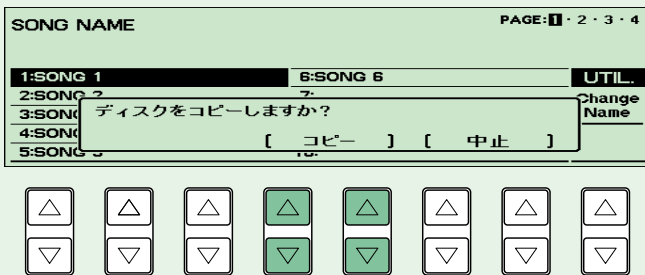 SONG NAME
PAGE:1・2・3・4
1:SONG 1
6:SONG 6
UTIL.
2:SONG 2
7:
Change
Name
3:SONG
ディスクをコピーしますか?
4:SONG
[ コピー ] [ 中止 ]
5:SONG
10: